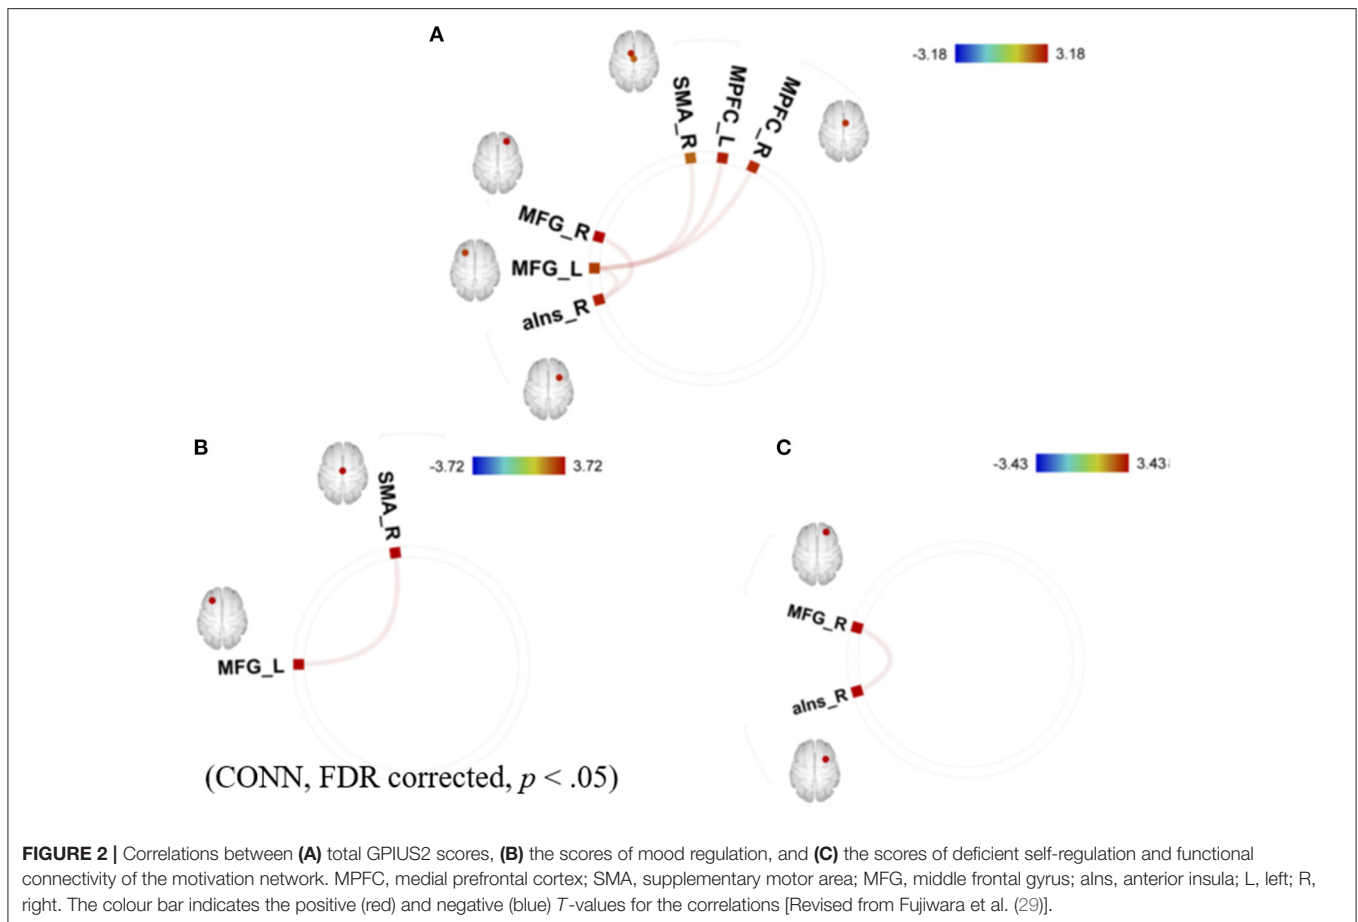 A
-3.18
3.18
SMA_R
MPFC_L
MPFC_R
MFG_R
MFG_L
aIns_R
B
-3.72
3.72
SMA_R
MFG_L
C
-3.43
3.43
MFG_R
aIns_R
(CONN, FDR corrected, p < .05)
FIGURE 2 | Correlations between (A) total GPIUS2 scores, (B) the scores of mood regulation, and (C) the scores of deficient self-regulation and functional
connectivity of the motivation network. MPFC, medial prefrontal cortex; SMA, supplementary motor area; MFG, middle frontal gyrus; aIns, anterior insula; L, left; R,
right. The colour bar indicates the positive (red) and negative (blue) T-values for the correlations [Revised from Fujiwara et al. (29)].